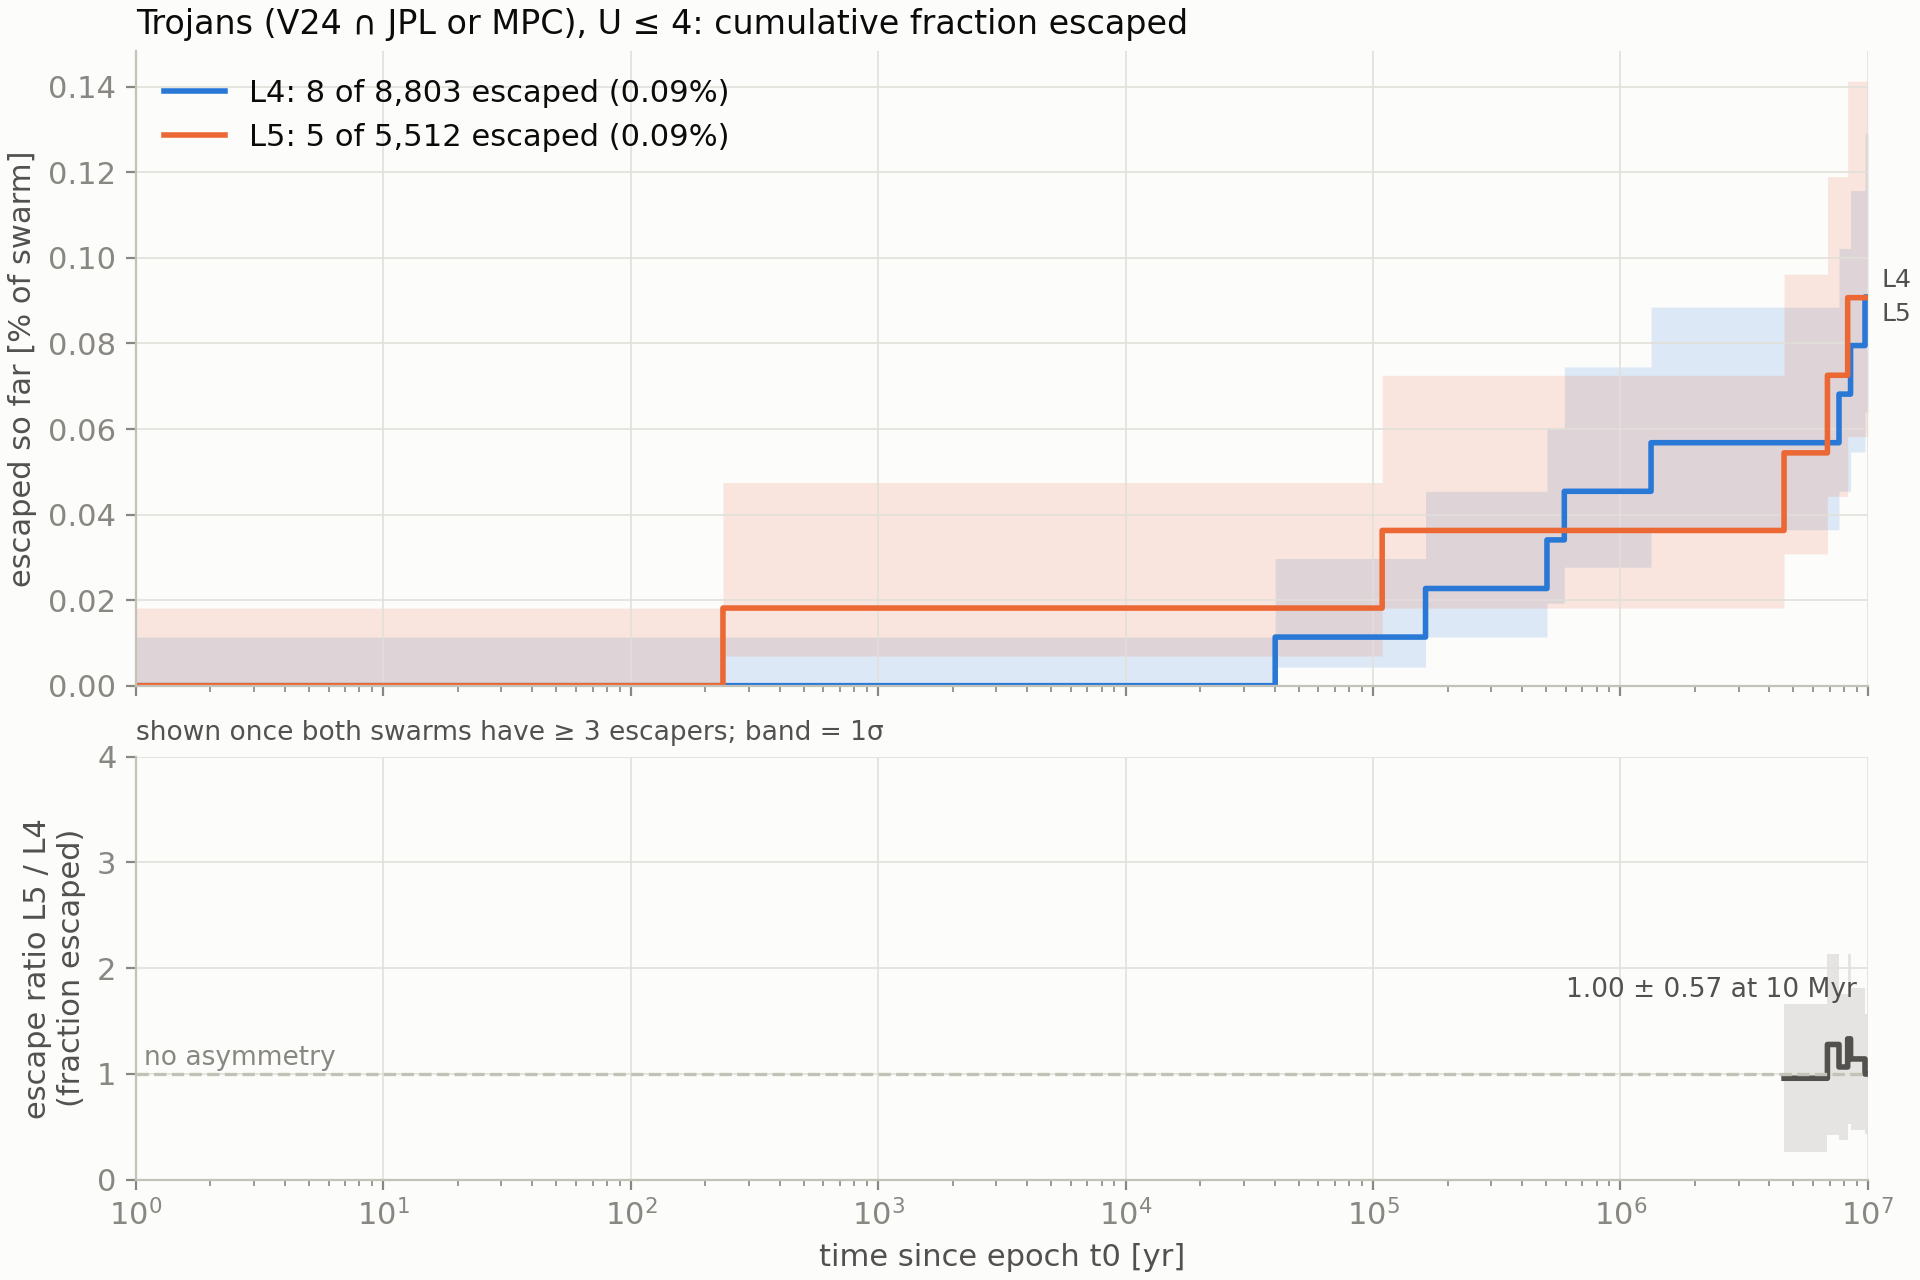 Trojans (V24 ∩ JPL or MPC), U ≤ 4: cumulative fraction escaped
L4: 8 of 8,803 escaped (0.09%)
L5: 5 of 5,512 escaped (0.09%)
escaped so far [% of swarm]
0.14
0.12
0.10
0.08
0.06
0.04
0.02
0.00
L4
L5
shown once both swarms have ≥ 3 escapers; band = 1σ
escape ratio L5 / L4
(fraction escaped)
4
3
2
1
0
1.00 ± 0.57 at 10 Myr
no asymmetry
10⁰ 10¹ 10² 10³ 10⁴ 10⁵ 10⁶ 10⁷
time since epoch t0 [yr]